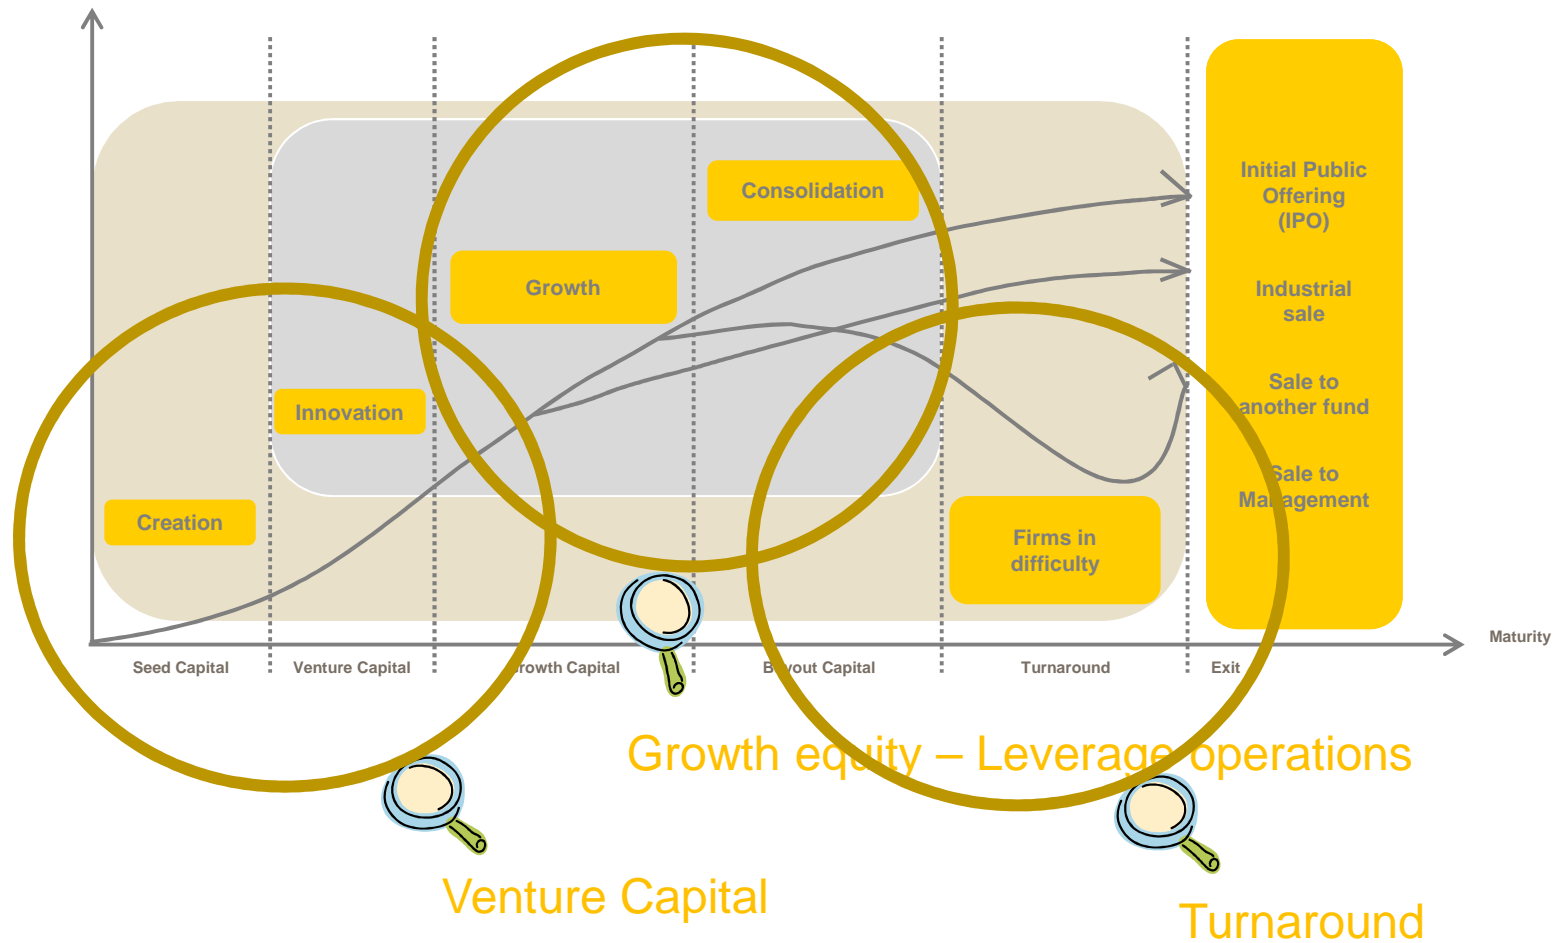 Consolidation
Growth
Innovation
Creation
Firms in
difficulty
Initial Public
Offering
(IPO)
Industrial
sale
Sale to
another fund
Sale to
Management
Maturity
Seed Capital
Venture Capital
Growth Capital
Buyout Capital
Turnaround
Exit
Growth equity – Leverage operations
Venture Capital
Turnaround